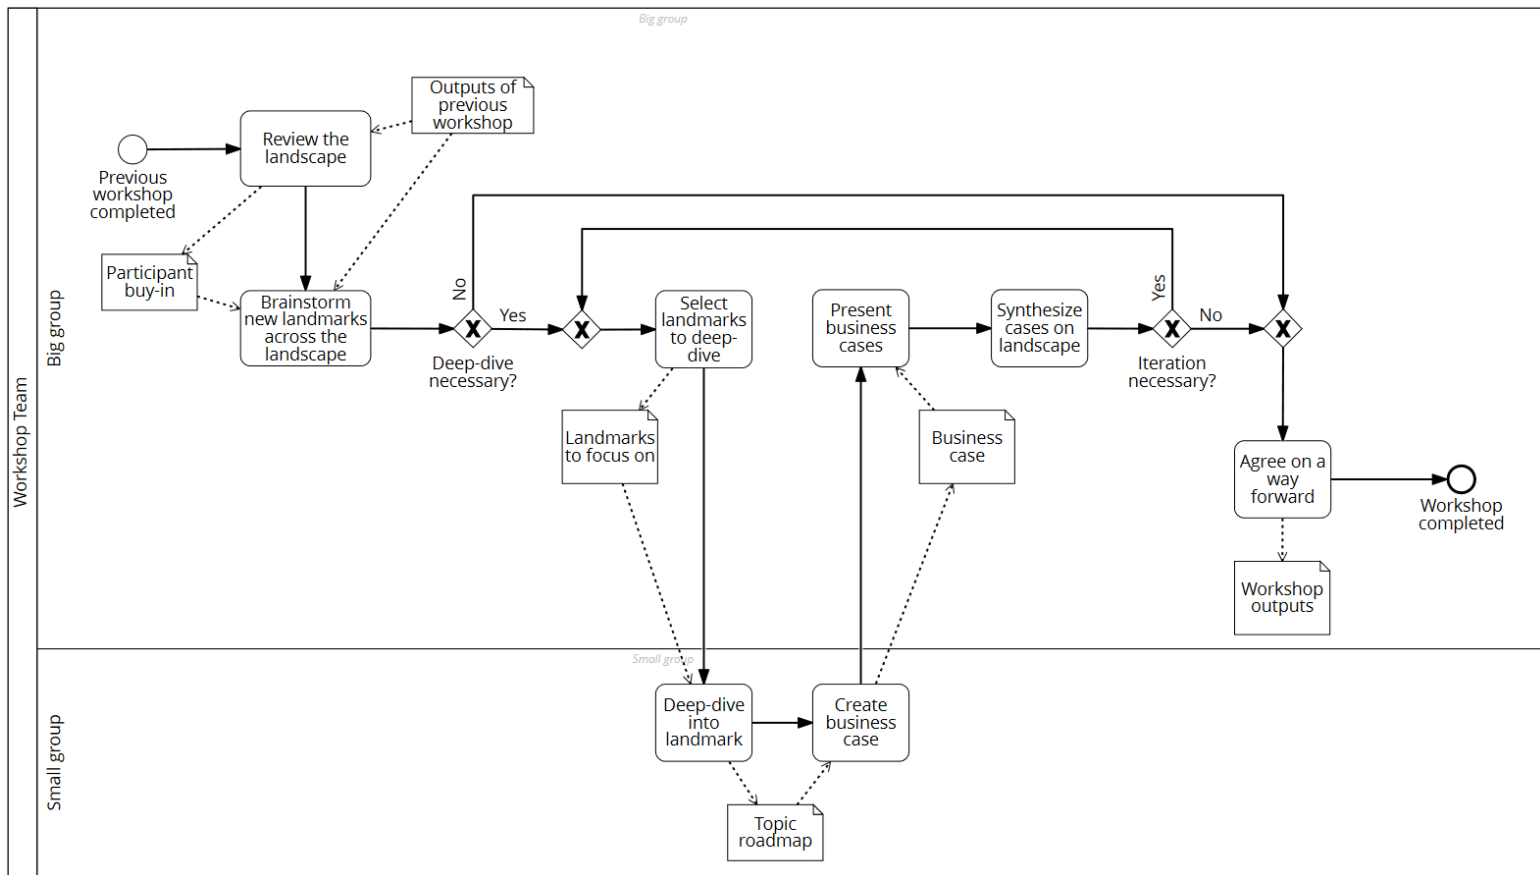 Big group
Outputs of
previous
workshop
Review the
landscape
Previous
workshop
completed
Participant
buy-in
Brainstorm
new landmarks
across the
landscape
No
Yes
Deep-dive
necessary?
Select
landmarks
to deep-
dive
Present
business
cases
Synthesize
cases on
landscape
Yes
No
Iteration
necessary?
X
X
X
X
Landmarks
to focus on
Business
case
Agree on a
way
forward
Workshop
completed
Workshop
outputs
Big group
Workshop Team
Small group
Small group
Deep-dive
into
landmark
Create
business
case
Topic
roadmap